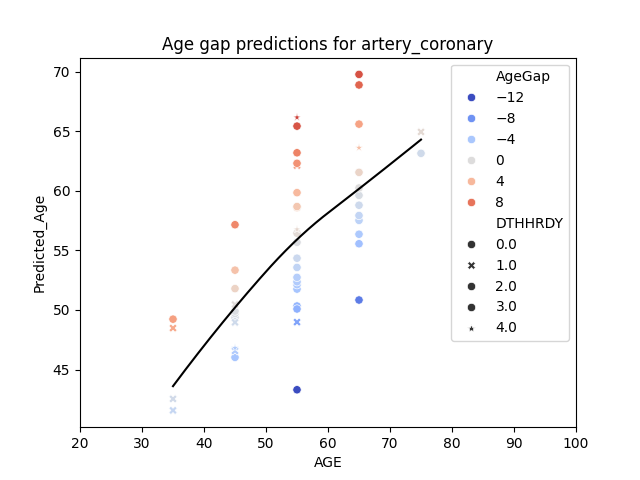 Age gap predictions for artery_coronary
Predicted_Age
70
65
60
55
50
45
20 30 40 50 60 70 80 90 100
AGE
AgeGap
−12
−8
−4
0
4
8
DTHHRDY
0.0
1.0
2.0
3.0
4.0